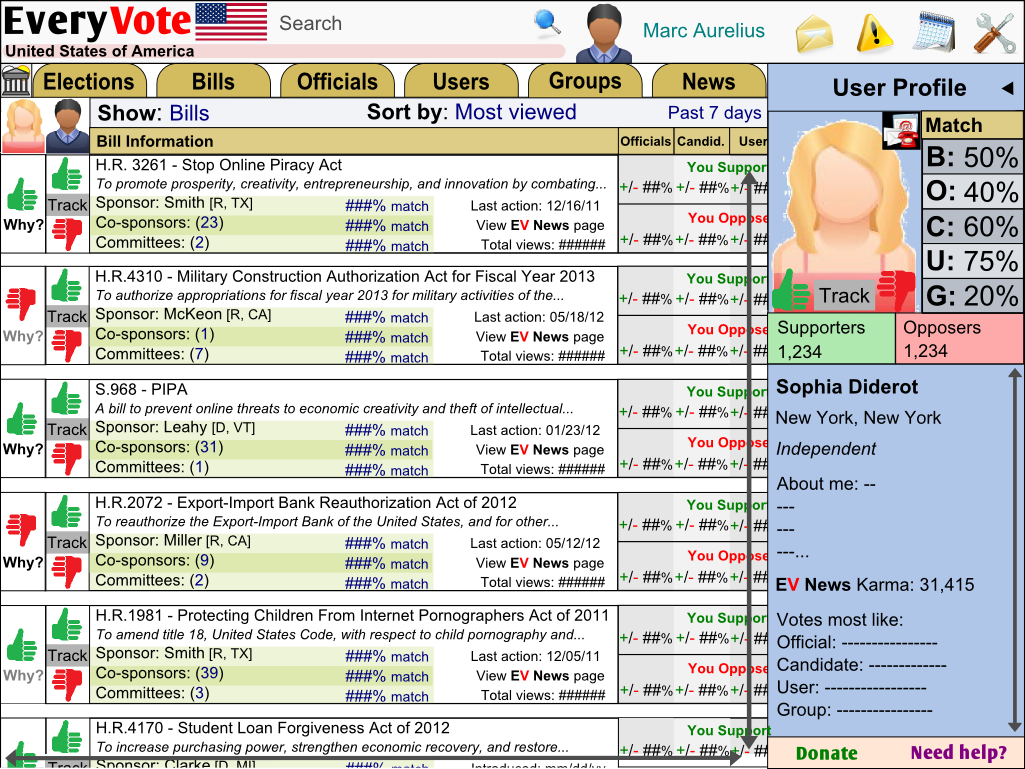 EveryVote
Search
Marc Aurelius
United States of America
Elections
Bills
Officials
Users
Groups
News
Show: Bills
Sort by: Most viewed
Past 7 days
Bill Information
Officials
Candid.
User
H.R. 3261 - Stop Online Piracy Act
To promote prosperity, creativity, entrepreneurship, and innovation by combating...
Sponsor: Smith [R, TX]
###% match
Last action: 12/16/11
Co-sponsors: (23)
###% match
View EV News page
Committees: (2)
###% match
Total views: ######
Track
Why?
You Suppor
+/- ##% +/- ##% +/- ##
You Oppose
+/- ##% +/- ##% +/- ##
H.R.4310 - Military Construction Authorization Act for Fiscal Year 2013
To authorize appropriations for fiscal year 2013 for military activities of the...
Sponsor: McKeon [R, CA]
###% match
Last action: 05/18/12
Co-sponsors: (1)
###% match
View EV News page
Committees: (7)
###% match
Total views: ######
Track
Why?
You Suppor
+/- ##% +/- ##% +/- ##
You Oppose
+/- ##% +/- ##% +/- ##
S.968 - PIPA
A bill to prevent online threats to economic creativity and theft of intellectual...
Sponsor: Leahy [D, VT]
###% match
Last action: 01/23/12
Co-sponsors: (31)
###% match
View EV News page
Committees: (1)
###% match
Total views: ######
Track
Why?
You Suppor
+/- ##% +/- ##% +/- ##
You Oppose
+/- ##% +/- ##% +/- ##
H.R.2072 - Export-Import Bank Reauthorization Act of 2012
To reauthorize the Export-Import Bank of the United States, and for other...
Sponsor: Miller [R, CA]
###% match
Last action: 05/12/12
Co-sponsors: (9)
###% match
View EV News page
Committees: (2)
###% match
Total views: ######
Track
Why?
You Suppor
+/- ##% +/- ##% +/- ##
You Oppose
+/- ##% +/- ##% +/- ##
H.R.1981 - Protecting Children From Internet Pornographers Act of 2011
To amend title 18, United States Code, with respect to child pornography and...
Sponsor: Smith [R, TX]
###% match
Last action: 12/05/11
Co-sponsors: (39)
###% match
View EV News page
Committees: (3)
###% match
Total views: ######
Track
Why?
You Suppor
+/- ##% +/- ##% +/- ##
You Oppose
+/- ##% +/- ##% +/- ##
H.R.4170 - Student Loan Forgiveness Act of 2012
To increase purchasing power, strengthen economic recovery, and restore...
Sponsor: Clarke [D, MI]
###% match
Introduced: mm/dd/yy
Track
You Support
+/- ##% +/- ##% +/- ##
User Profile
Match
B: 50%
O: 40%
C: 60%
U: 75%
G: 20%
Track
Supporters
1,234
Opposers
1,234
Sophia Diderot
New York, New York
Independent
About me: --
---
---
---...
EV News Karma: 31,415
Votes most like:
Official: ----------------
Candidate: -------------
User: -----------------
Group: ----------------
Donate
Need help?